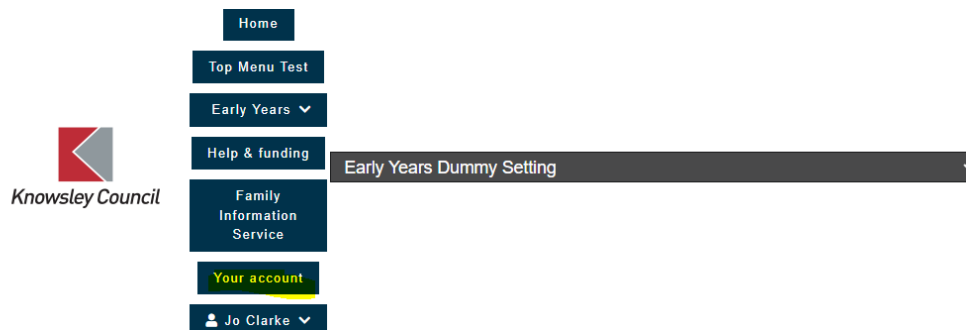 Home
Top Menu Test
Early Years
Help & funding
Early Years Dummy Setting
Knowsley Council
Family
Information
Service
Your account
Jo Clarke